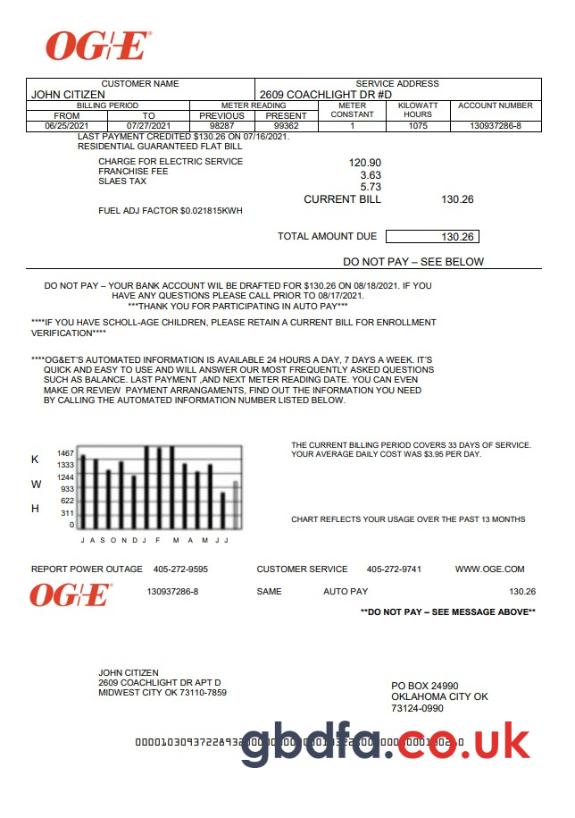 OG+E®
CUSTOMER NAME SERVICE ADDRESS
JOHN CITIZEN 2609 COACHLIGHT DR #D
BILLING PERIOD METER READING METER CONSTANT KILOWATT HOURS ACCOUNT NUMBER
FROM TO PREVIOUS PRESENT
06/25/2021 07/27/2021 98287 99362 1 1075 130937286-8
LAST PAYMENT CREDITED $130.26 ON 07/16/2021.
RESIDENTIAL GUARANTEED FLAT BILL
CHARGE FOR ELECTRIC SERVICE 120.90
FRANCHISE FEE 3.63
SLAES TAX 5.73
CURRENT BILL 130.26
FUEL ADJ FACTOR $0.021815KWH
TOTAL AMOUNT DUE 130.26
DO NOT PAY – SEE BELOW
DO NOT PAY – YOUR BANK ACCOUNT WIL BE DRAFTED FOR $130.26 ON 08/18/2021. IF YOU
HAVE ANY QUESTIONS PLEASE CALL PRIOR TO 08/17/2021.
***THANK YOU FOR PARTICIPATING IN AUTO PAY***
****IF YOU HAVE SCHOLL-AGE CHILDREN, PLEASE RETAIN A CURRENT BILL FOR ENROLLMENT
VERIFICATION****
****OG&ET'S AUTOMATED INFORMATION IS AVAILABLE 24 HOURS A DAY, 7 DAYS A WEEK. IT'S
QUICK AND EASY TO USE AND WILL ANSWER OUR MOST FREQUENTLY ASKED QUESTIONS
SUCH AS BALANCE. LAST PAYMENT ,AND NEXT METER READING DATE. YOU CAN EVEN
MAKE OR REVIEW PAYMENT ARRANGAMENTS, FIND OUT THE INFORMATION YOU NEED
BY CALLING THE AUTOMATED INFORMATION NUMBER LISTED BELOW.
THE CURRENT BILLING PERIOD COVERS 33 DAYS OF SERVICE.
YOUR AVERAGE DAILY COST WAS $3.95 PER DAY.
K
W
H
1467
1333
1244
933
622
311
0
J A S O N D J F M A M J J
CHART REFLECTS YOUR USAGE OVER THE PAST 13 MONTHS
REPORT POWER OUTAGE 405-272-9595 CUSTOMER SERVICE 405-272-9741 WWW.OGE.COM
OG+E® 130937286-8 SAME AUTO PAY 130.26
**DO NOT PAY – SEE MESSAGE ABOVE**
JOHN CITIZEN
2609 COACHLIGHT DR APT D
MIDWEST CITY OK 73110-7859
PO BOX 24990
OKLAHOMA CITY OK
73124-0990
gbdfa.co.uk